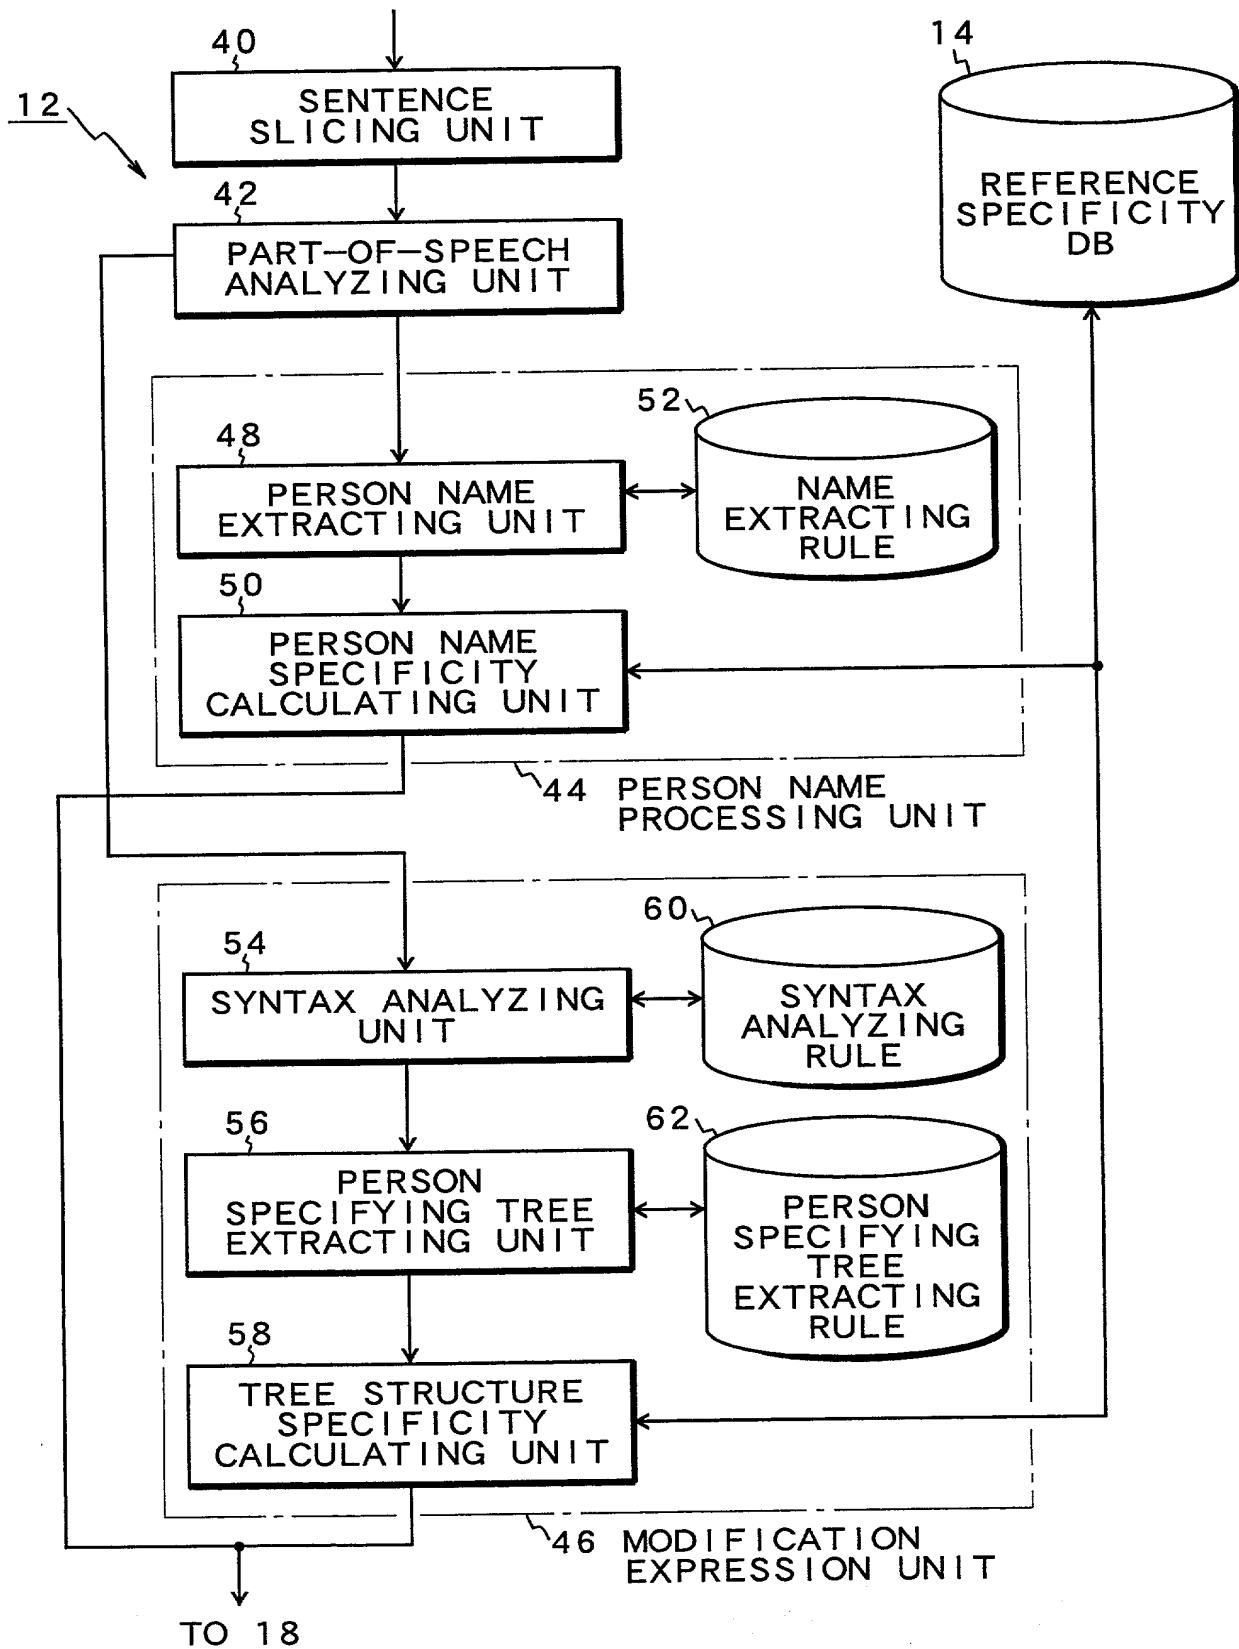 40
SENTENCE
SLICING UNIT
14
REFERENCE
SPECIFICITY
DB
12
42
PART-OF-SPEECH
ANALYZING UNIT
48
PERSON NAME
EXTRACTING UNIT
52
NAME
EXTRACTING
RULE
50
PERSON NAME
SPECIFICITY
CALCULATING UNIT
44 PERSON NAME
PROCESSING UNIT
54
SYNTAX ANALYZING
UNIT
60
SYNTAX
ANALYZING
RULE
56
PERSON
SPECIFYING TREE
EXTRACTING UNIT
62
PERSON
SPECIFYING
TREE
EXTRACTING
RULE
58
TREE STRUCTURE
SPECIFICITY
CALCULATING UNIT
46 MODIFICATION
EXPRESSION UNIT
TO 18